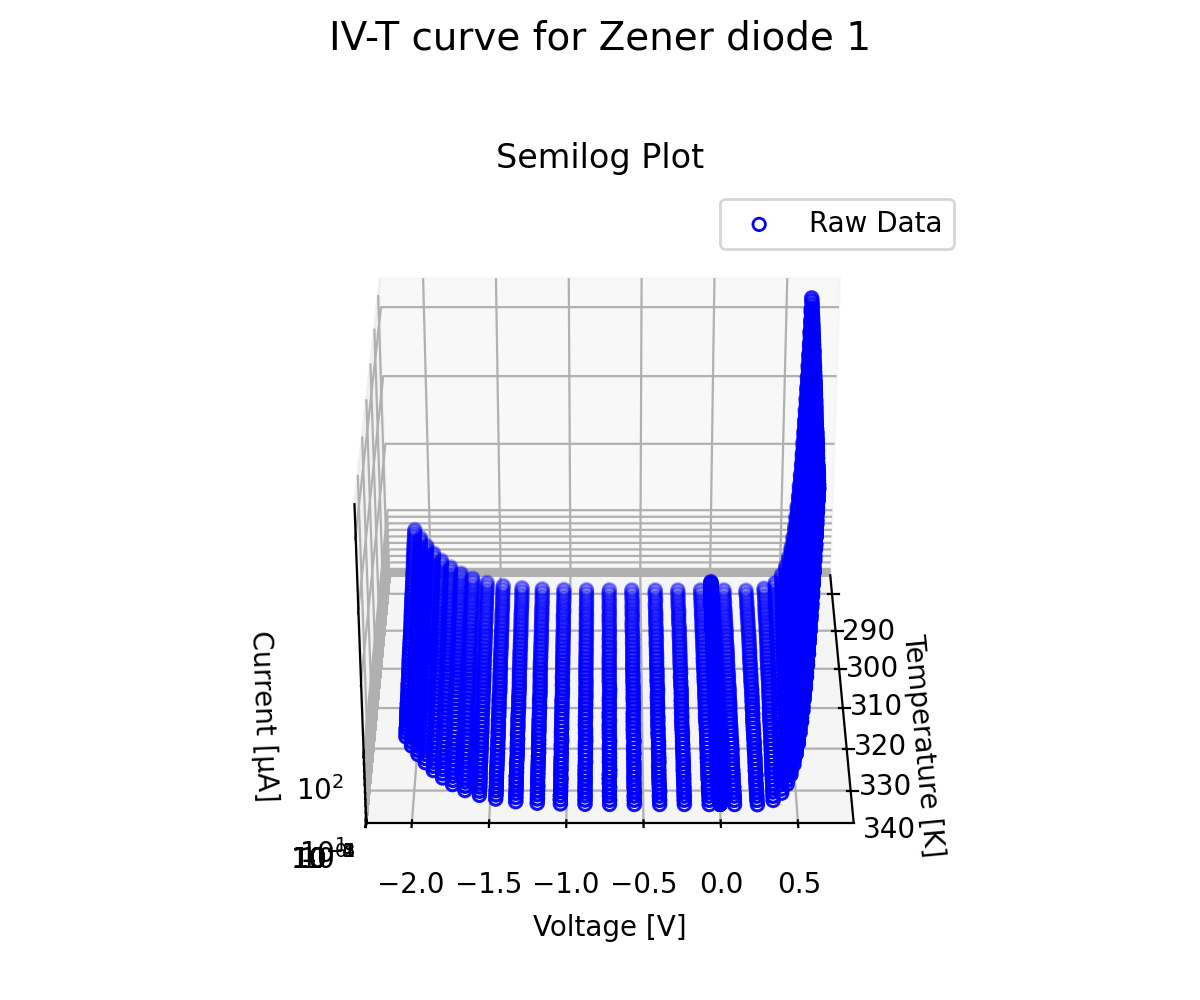 IV-T curve for Zener diode 1
Semilog Plot
Raw Data
Current [μA]
10²
290
300
310
320
330
340
Temperature [K]
−2.0 −1.5 −1.0 −0.5 0.0 0.5
Voltage [V]